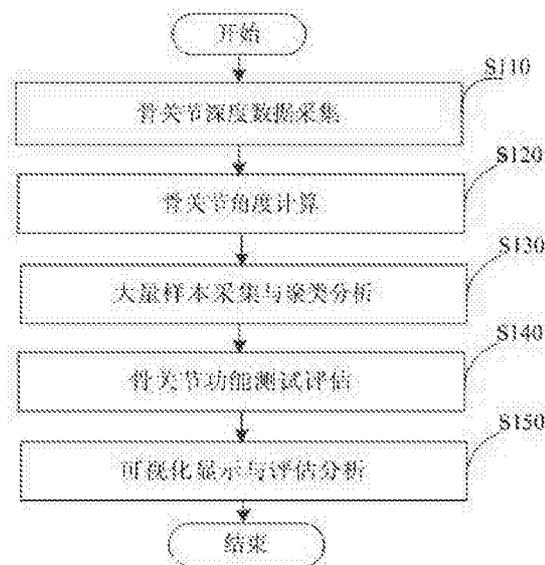 开始
S110
骨关节深度数据采集
S120
骨关节角度计算
S130
大量样本采集与聚类分析
S140
骨关节功能测试评估
S150
可视化显示与评估分析
结束